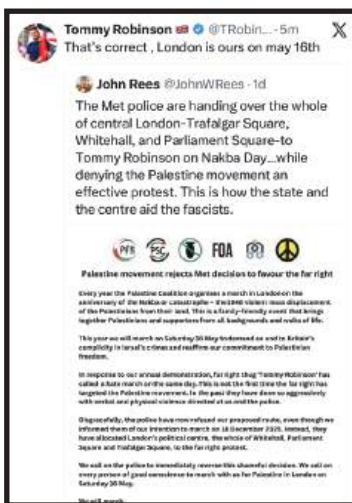 Tommy Robinson @TRobin... · 5m
That's correct , London is ours on may 16th
John Rees @JohnWRees · 1d
The Met police are handing over the whole
of central London-Trafalgar Square,
Whitehall, and Parliament Square-to
Tommy Robinson on Nakba Day...while
denying the Palestine movement an
effective protest. This is how the state and
the centre aid the fascists.
PFB PSC FOA
Palestine movement rejects Met decision to favour the far right
Every year the Palestine Coalition organises a march in London on the
anniversary of the Nakba or catastrophe – the 1948 violent mass displacement
of the Palestinians from their land. This is a family-friendly event that brings
together Palestinians and supporters from all backgrounds and walks of life.
This year we will march on Saturday 16 May to demand an end to Britain's
complicity in Israel's crimes and reaffirm our commitment to Palestinian
freedom.
In response to our annual demonstration, far right thug 'Tommy Robinson' has
called a hate march on the same day. This is not the first time the far right has
targeted the Palestine movement. In the past they have done so aggressively
with verbal and physical violence directed at us and the police.
Disgracefully, the police have now refused our proposed route, even though we
informed them of our intention to march on 18 December 2025. Instead, they
have allocated London's political centre, the whole of Whitehall, Parliament
Square and Trafalgar Square, to the far right protest.
We call on the police to immediately reverse this shameful decision. We call on
every person of good conscience to march with us for Palestine in London on
Saturday 16 May.
We will march